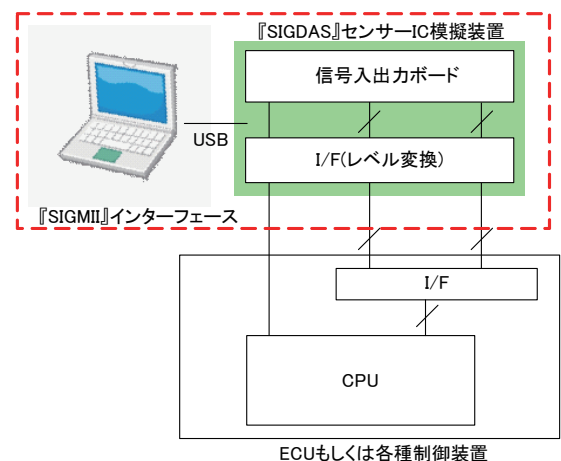 『SIGDAS』センサーIC模擬装置
信号入出力ボード
USB
I/F(レベル変換)
『SIGMII』インターフェース
I/F
CPU
ECUもしくは各種制御装置